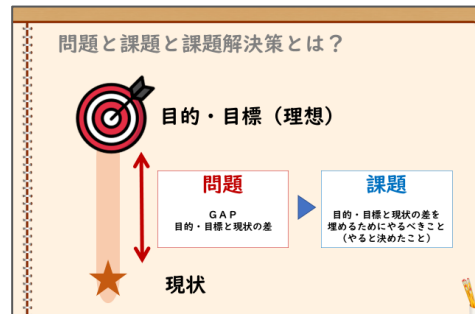 問題と課題と課題解決策とは？
目的・目標（理想）
問題
GAP
目的・目標と現状の差
課題
目的・目標と現状の差を
埋めるためにやるべきこと
（やると決めたこと）
現状